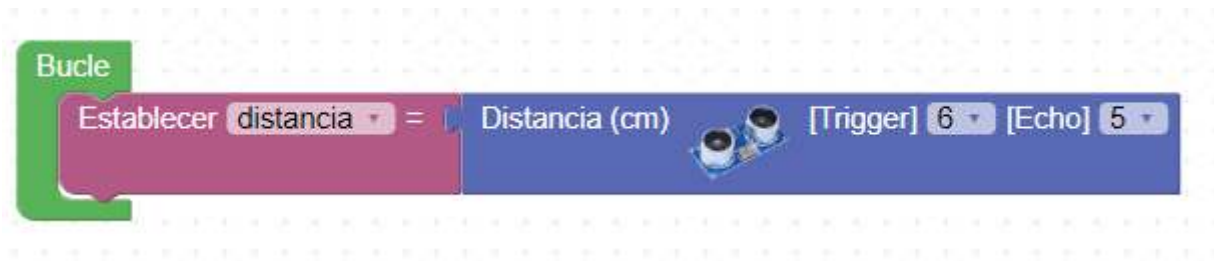 Bucle
Establecer distancia = Distancia (cm) [Trigger] 6 [Echo] 5